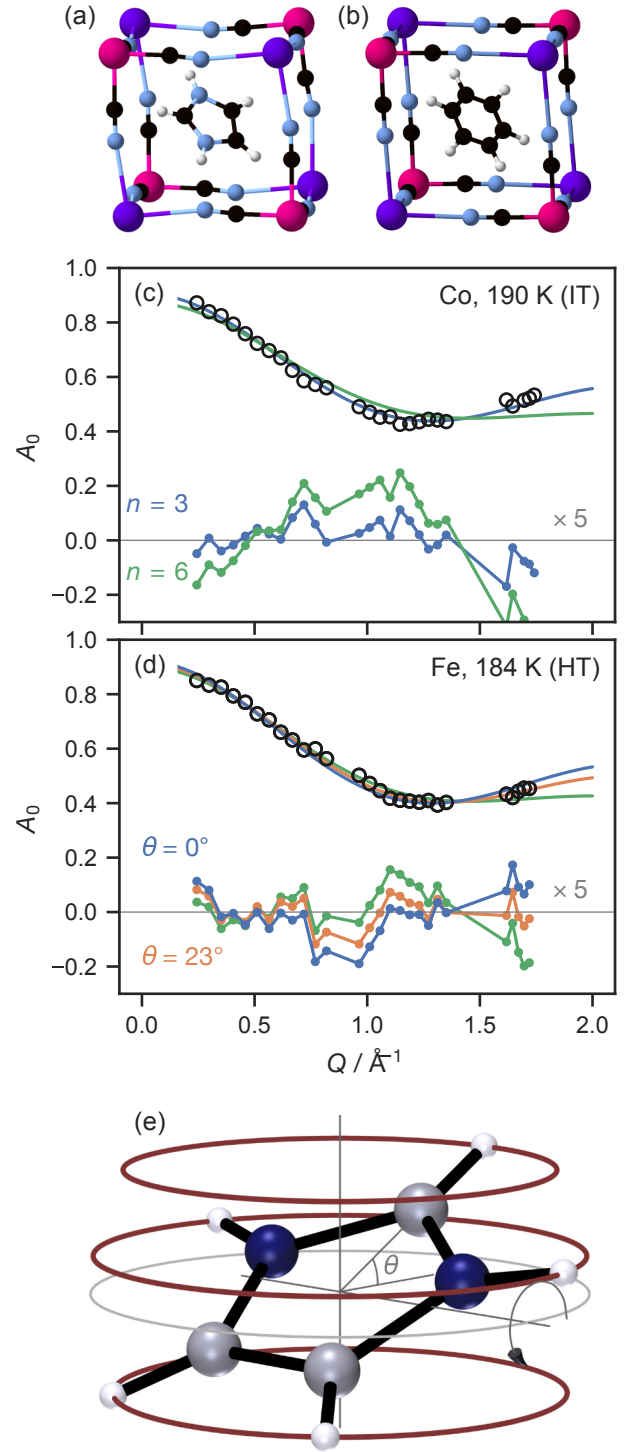 (a)
(b)
(c)
Co, 190 K (IT)
1.0
0.8
0.6
0.4
0.2
0.0
−0.2
A₀
n = 3
n = 6
× 5
(d)
Fe, 184 K (HT)
1.0
0.8
0.6
0.4
0.2
0.0
−0.2
A₀
θ = 0°
θ = 23°
× 5
0.0 0.5 1.0 1.5 2.0
Q / Å⁻¹
(e)
θ